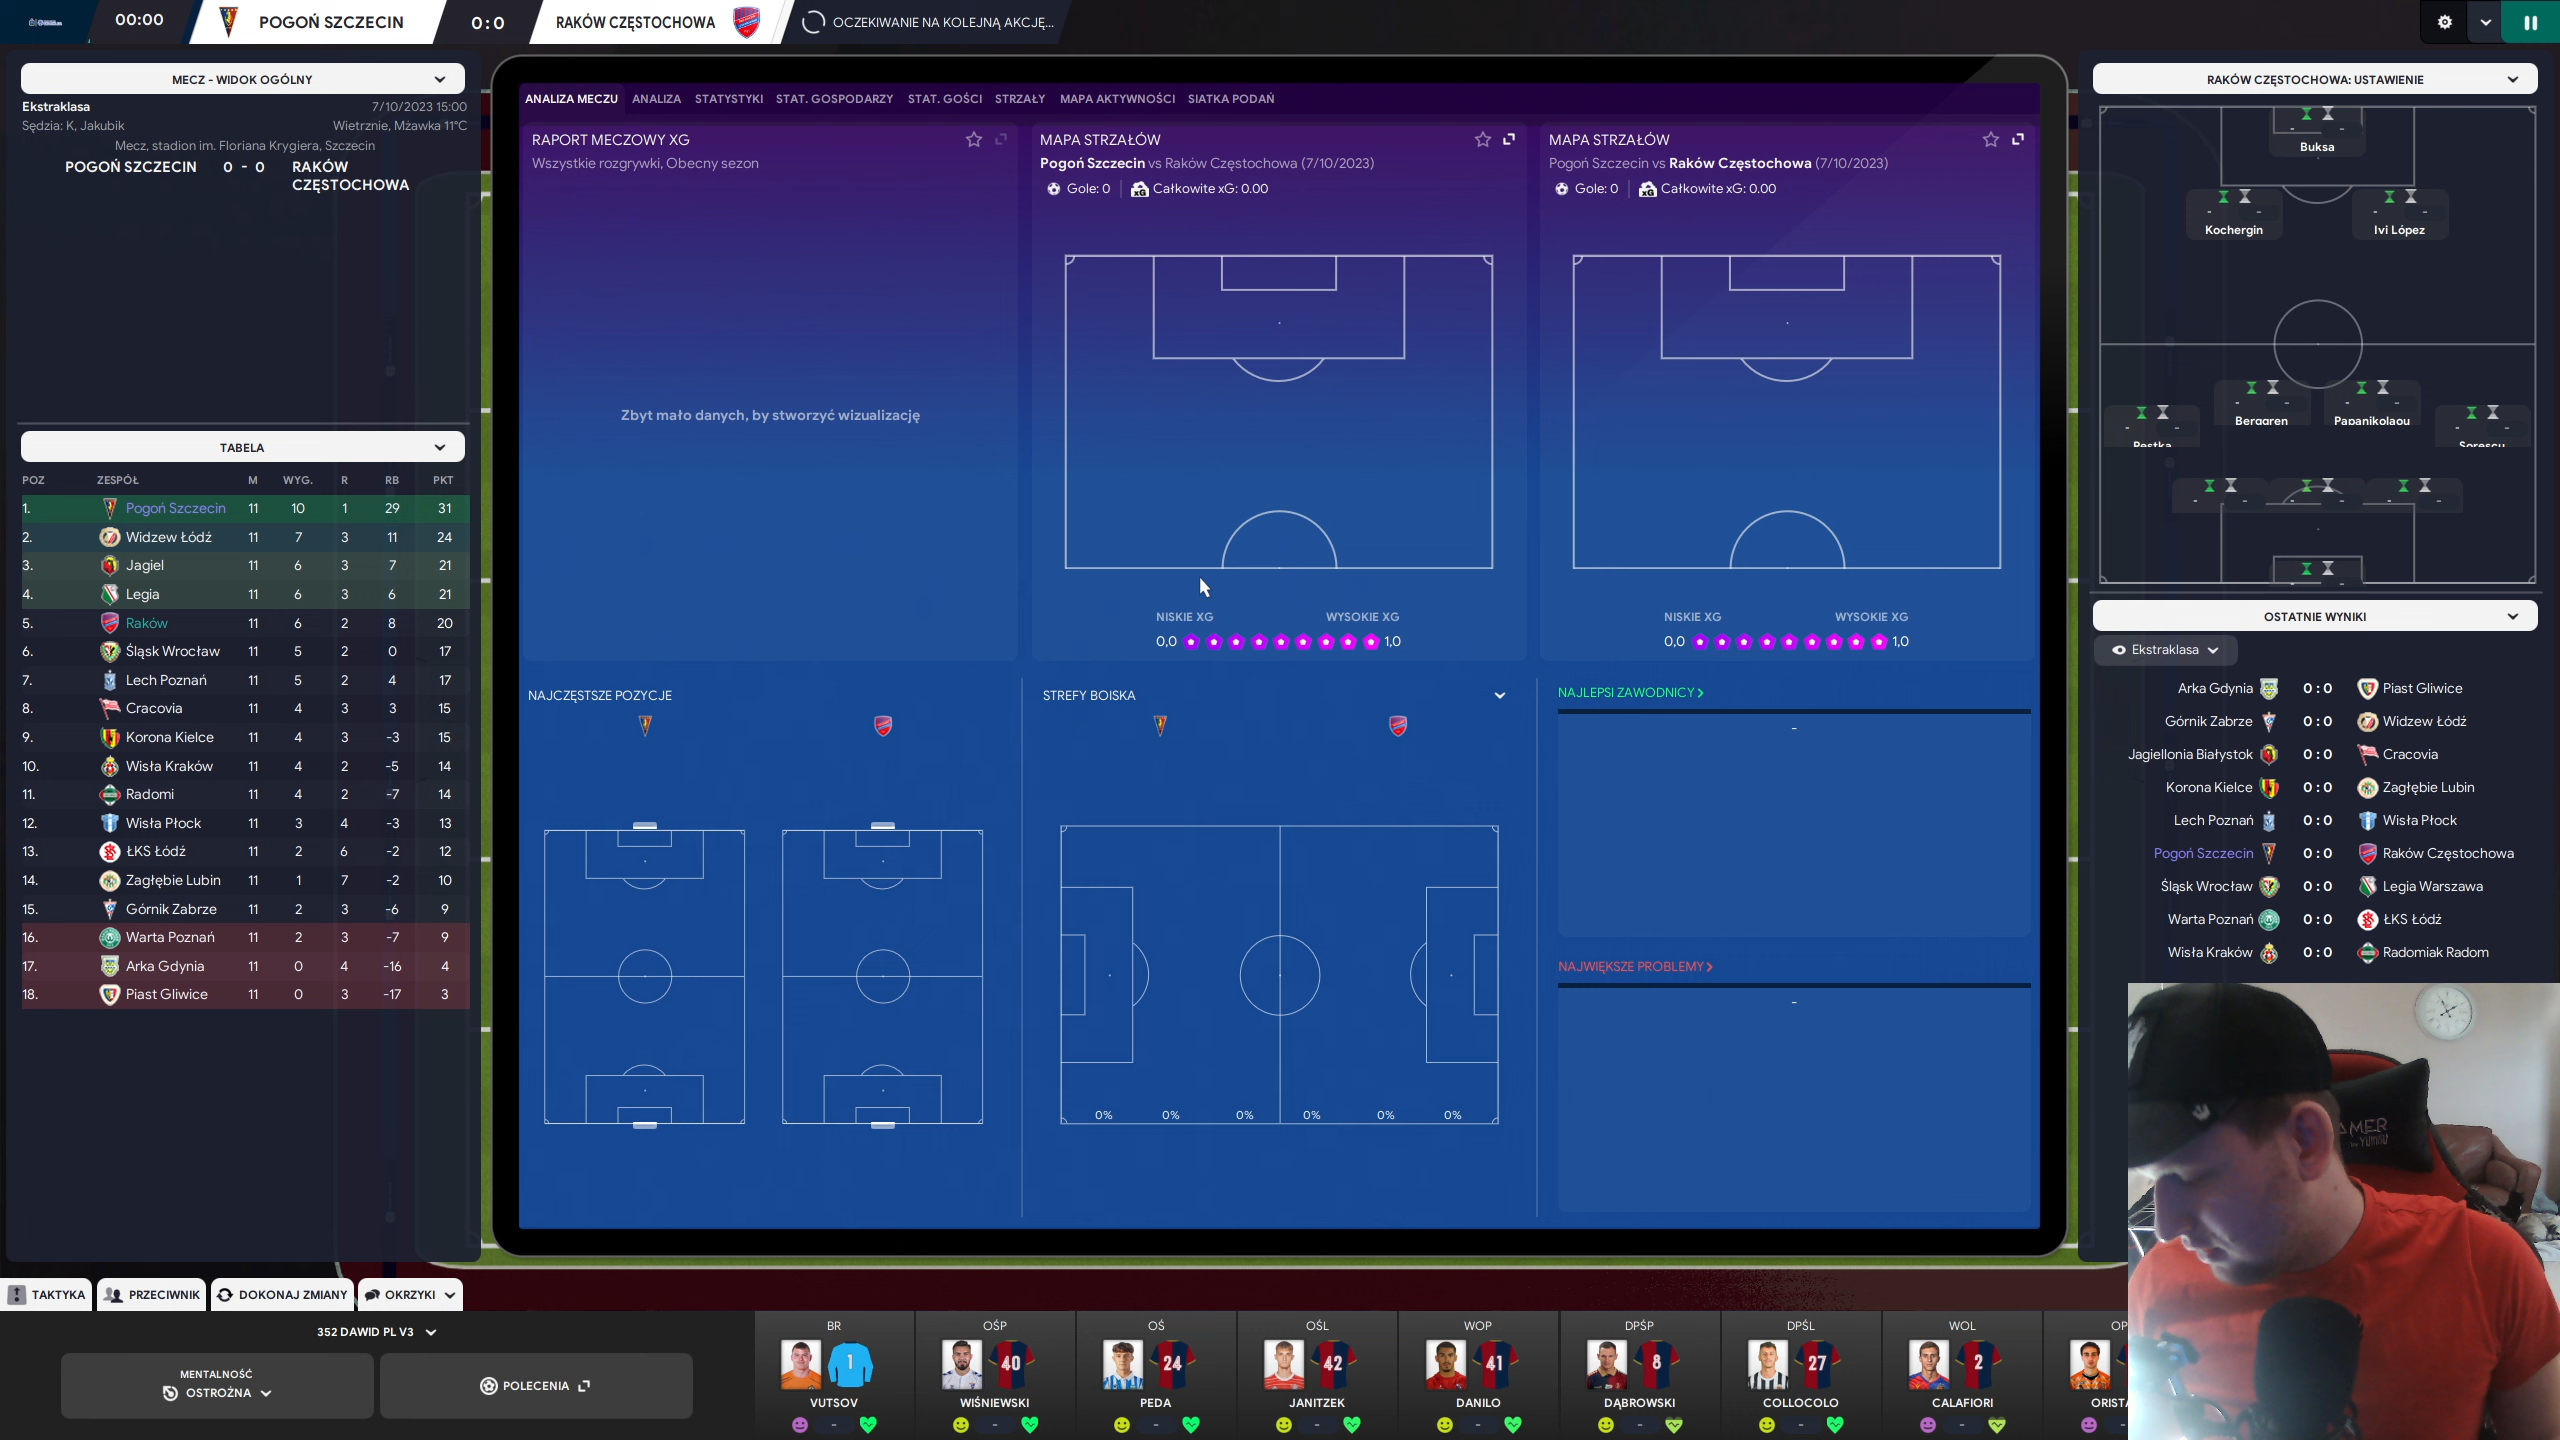 00:00 POGOŃ SZCZECIN 0 : 0 RAKÓW CZĘSTOCHOWA OCZEKIWANIE NA KOLEJNĄ AKCJĘ...
MECZ - WIDOK OGÓLNY
Ekstraklasa 7/10/2023 15:00
Sędzia: K, Jakubik Wietrznie, Mżawka 11°C
Mecz, stadion im. Floriana Krygiera, Szczecin
POGOŃ SZCZECIN 0 - 0 RAKÓW
CZĘSTOCHOWA
TABELA
POZ ZESPÓŁ M WYG. R RB PKT
1. Pogoń Szczecin 11 10 1 29 31
2. Widzew Łódź 11 7 3 11 24
3. Jagiel 11 6 3 7 21
4. Legia 11 6 3 6 21
5. Raków 11 6 2 8 20
6. Śląsk Wrocław 11 5 2 0 17
7. Lech Poznań 11 5 2 4 17
8. Cracovia 11 4 3 3 15
9. Korona Kielce 11 4 3 -3 15
10. Wisła Kraków 11 4 2 -5 14
11. Radomi 11 4 2 -7 14
12. Wisła Płock 11 3 4 -3 13
13. ŁKS Łódź 11 2 6 -2 12
14. Zagłębie Lubin 11 1 7 -2 10
15. Górnik Zabrze 11 2 3 -6 9
16. Warta Poznań 11 2 3 -7 9
17. Arka Gdynia 11 0 4 -16 4
18. Piast Gliwice 11 0 3 -17 3
ANALIZA MECZU ANALIZA STATYSTYKI STAT. GOSPODARZY STAT. GOŚCI STRZAŁY MAPA AKTYWNOŚCI SIATKA PODAŃ
RAPORT MECZOWY XG
Wszystkie rozgrywki, Obecny sezon
Zbyt mało danych, by stworzyć wizualizację
MAPA STRZAŁÓW
Pogoń Szczecin vs Raków Częstochowa (7/10/2023)
Gole: 0 xG Całkowite xG: 0.00
NISKIE XG WYSOKIE XG
0,0 1,0
MAPA STRZAŁÓW
Pogoń Szczecin vs Raków Częstochowa (7/10/2023)
Gole: 0 xG Całkowite xG: 0.00
NISKIE XG WYSOKIE XG
0,0 1,0
NAJCZĘSTSZE POZYCJE
STREFY BOISKA
0% 0% 0% 0% 0% 0%
NAJLEPSI ZAWODNICY
-
NAJWIĘKSZE PROBLEMY
-
RAKÓW CZĘSTOCHOWA: USTAWIENIE
- -
Buksa
- - - -
Kochergin Ivi López
- - - -
Berggren Papanikolaou
- - - -
Pestka Sorescu
- - - - - -
- -
OSTATNIE WYNIKI
Ekstraklasa
Arka Gdynia 0 : 0 Piast Gliwice
Górnik Zabrze 0 : 0 Widzew Łódź
Jagiellonia Białystok 0 : 0 Cracovia
Korona Kielce 0 : 0 Zagłębie Lubin
Lech Poznań 0 : 0 Wisła Płock
Pogoń Szczecin 0 : 0 Raków Częstochowa
Śląsk Wrocław 0 : 0 Legia Warszawa
Warta Poznań 0 : 0 ŁKS Łódź
Wisła Kraków 0 : 0 Radomiak Radom
TAKTYKA PRZECIWNIK DOKONAJ ZMIANY OKRZYKI
352 DAWID PL V3
MENTALNOŚĆ
OSTROŻNA
POLECENIA
BR OŚP OŚ OŚL WOP DPŚP DPŚL WOL OP
1 40 24 42 41 8 27 2
VUTSOV WIŚNIEWSKI PEDA JANITZEK DANILO DĄBROWSKI COLLOCOLO CALAFIORI ORISTA
- - - - - - - - -